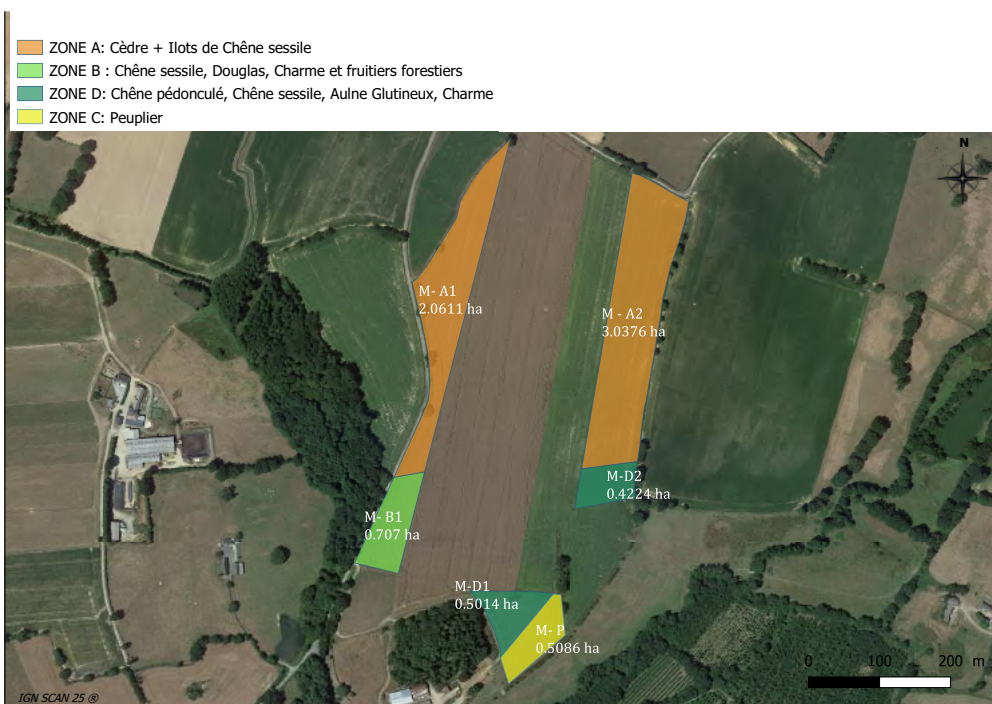 ZONE A: Cèdre + Ilots de Chêne sessile
ZONE B : Chêne sessile, Douglas, Charme et fruitiers forestiers
ZONE D: Chêne pédonculé, Chêne sessile, Aulne Glutineux, Charme
ZONE C: Peuplier
N
M- A1
2.0611 ha
M - A2
3.0376 ha
M-D2
0.4224 ha
M- B1
0.707 ha
M-D1
0.5014 ha
M- P
0.5086 ha
0 100 200 m
IGN SCAN 25 ®